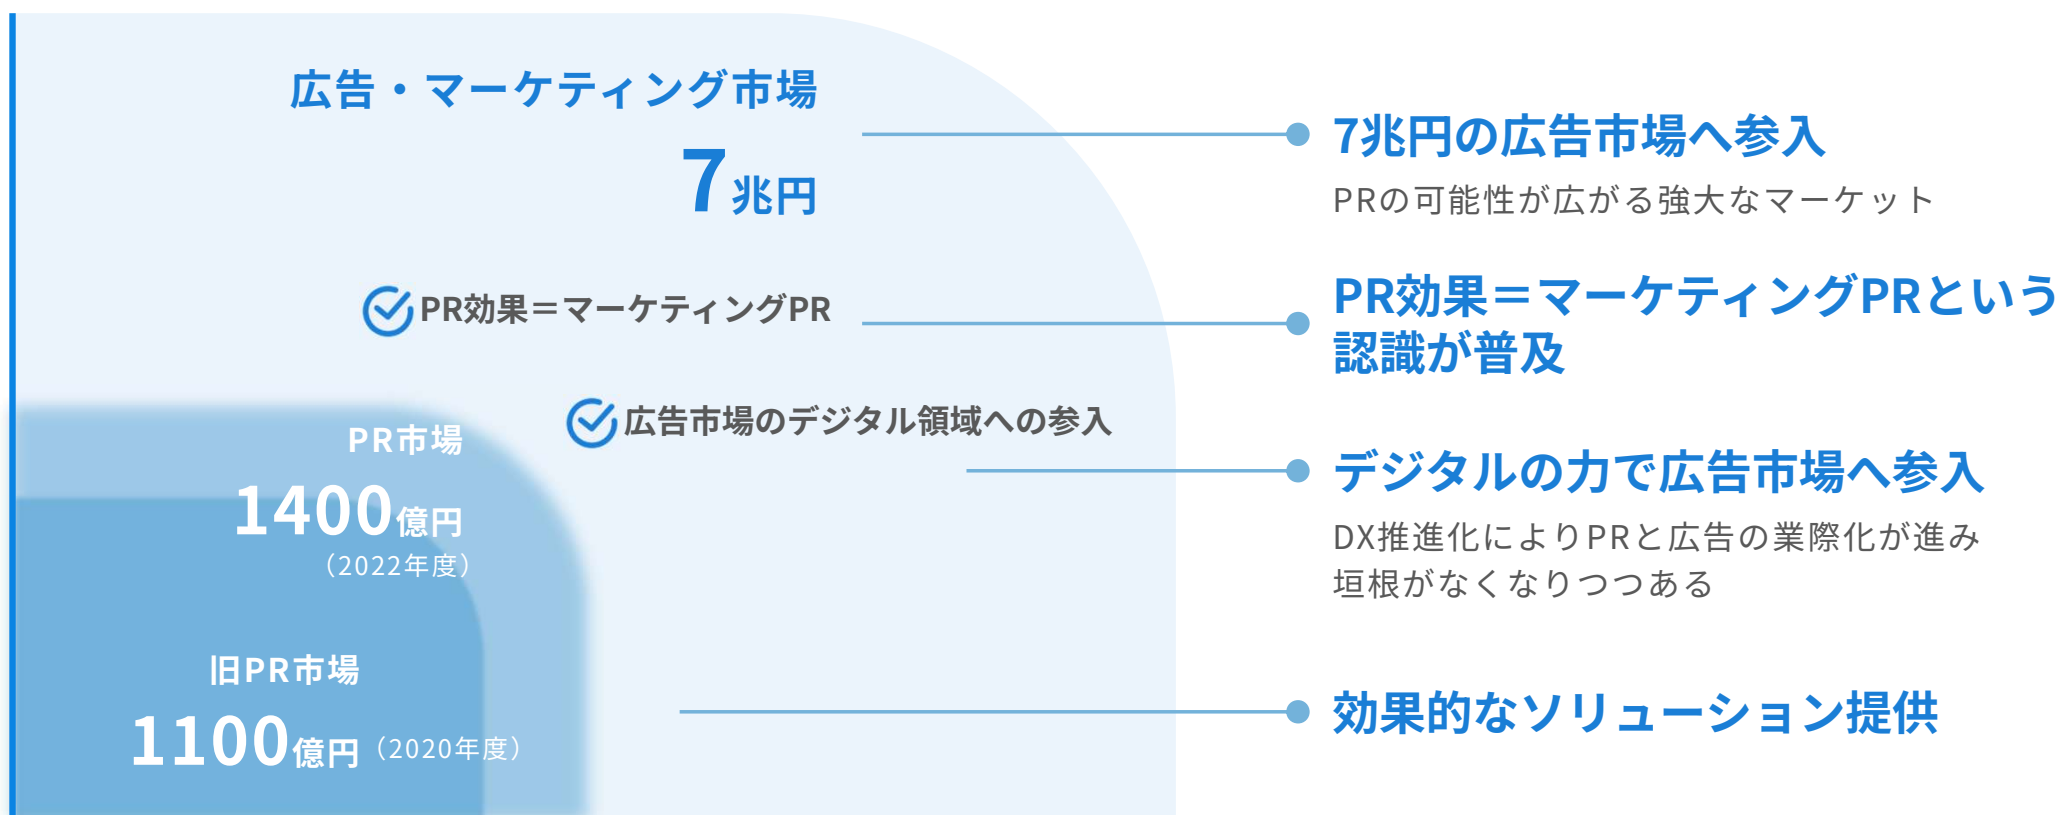 広告・マーケティング市場
7兆円
PR効果＝マーケティングPR
広告市場のデジタル領域への参入
PR市場
1400億円
（2022年度）
旧PR市場
1100億円（2020年度）
7兆円の広告市場へ参入
PRの可能性が広がる強大なマーケット
PR効果＝マーケティングPRという
認識が普及
デジタルの力で広告市場へ参入
DX推進化によりPRと広告の業際化が進み
垣根がなくなりつつある
効果的なソリューション提供